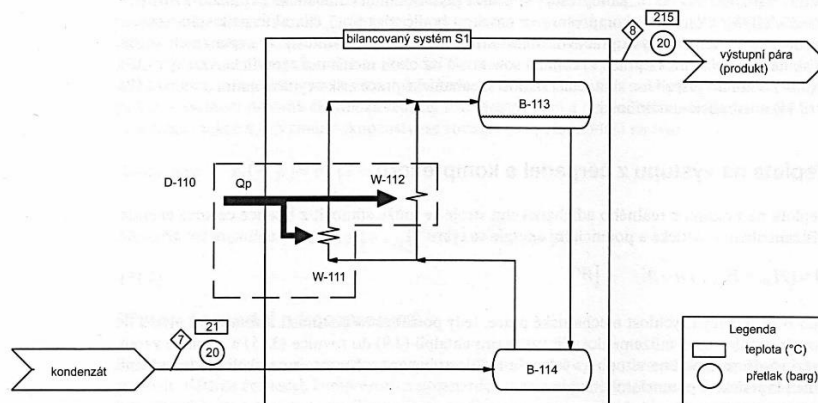 bilancovaný systém S1
8
215
20
výstupní pára
(produkt)
B-113
D-110
Qp
W-112
W-111
7
21
20
kondenzát
B-114
Legenda
teplota (°C)
přetlak (barg)